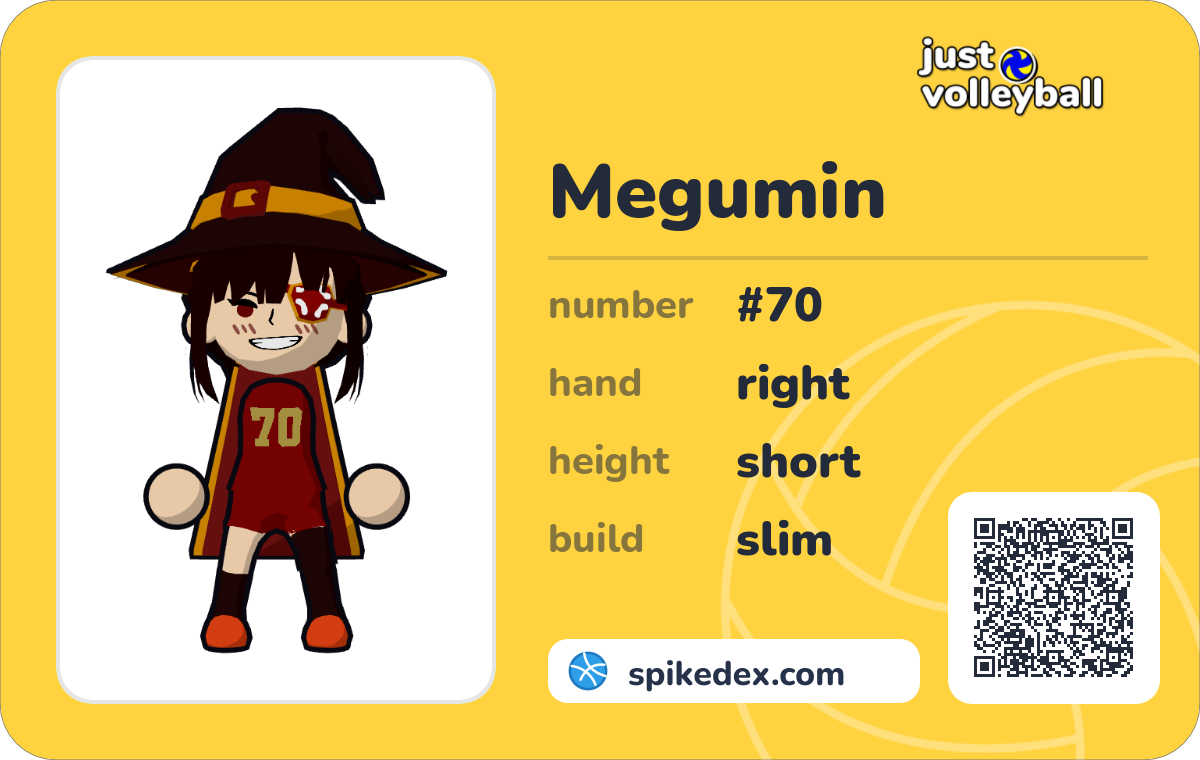 just
volleyball
Megumin
number #70
hand right
height short
build slim
70
spikedex.com